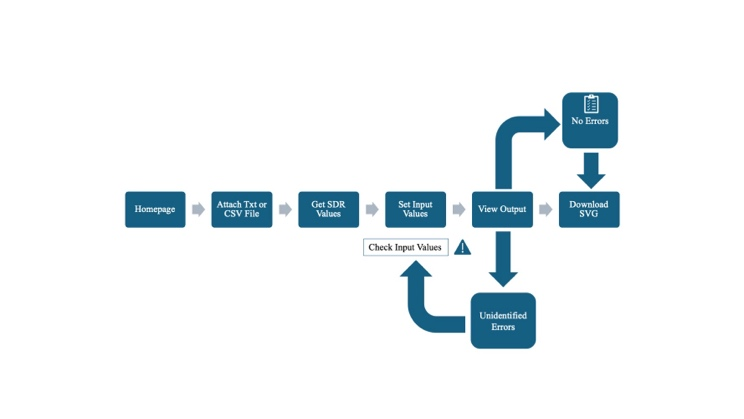 No Errors
Homepage
Attach Txt or
CSV File
Get SDR
Values
Set Input
Values
View Output
Download
SVG
Check Input Values
Unidentified
Errors